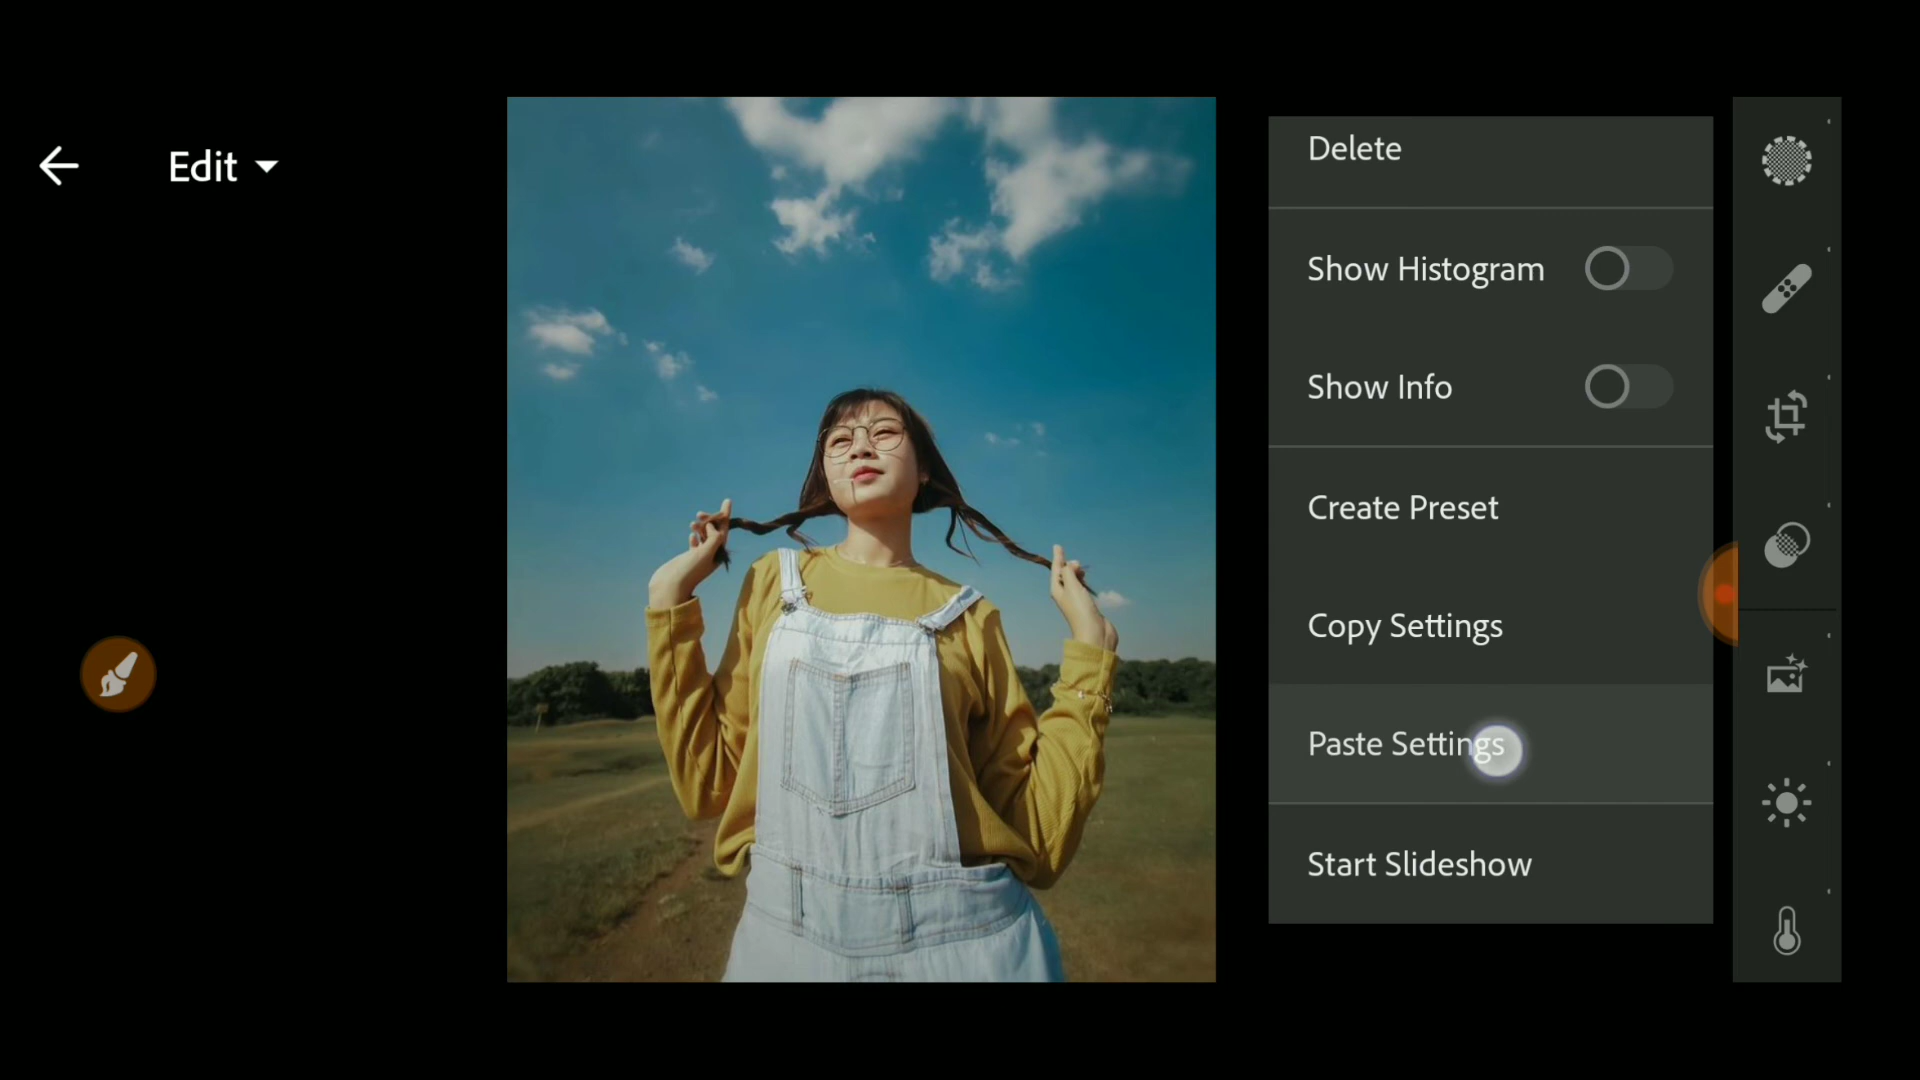 Edit
Delete
Show Histogram
Show Info
Create Preset
Copy Settings
Paste Settings
Start Slideshow